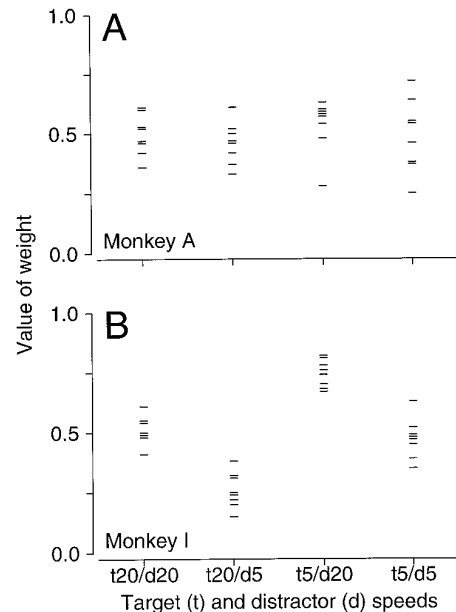 A
1.0
0.5
0.0
Monkey A
Value of weight
B
1.0
0.5
0.0
Monkey I
t20/d20 t20/d5 t5/d20 t5/d5
Target (t) and distractor (d) speeds